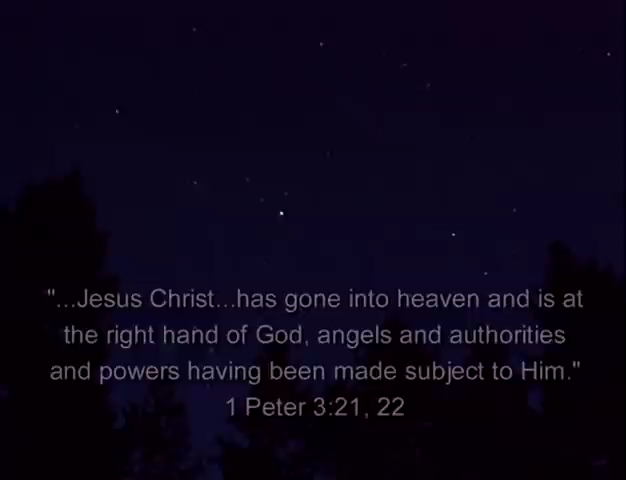 "...Jesus Christ...has gone into heaven and is at
the right hand of God, angels and authorities
and powers having been made subject to Him."
1 Peter 3:21, 22